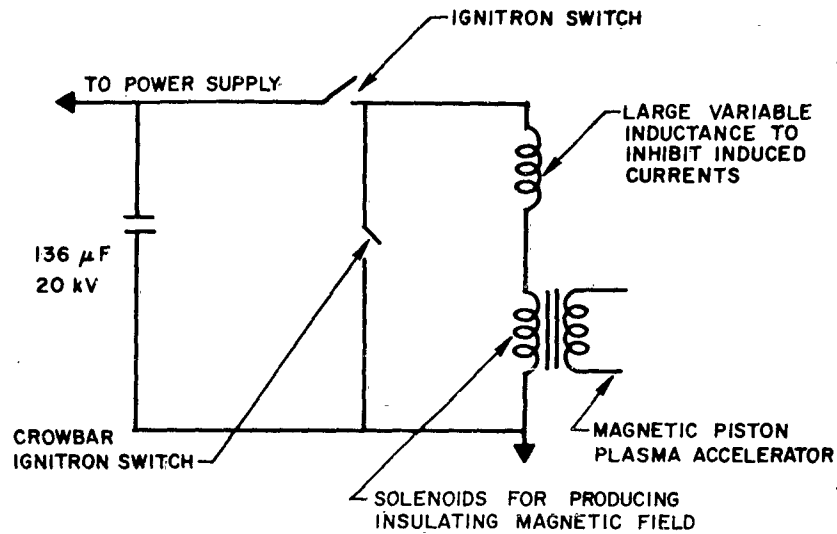 IGNITRON SWITCH
TO POWER SUPPLY
LARGE VARIABLE
INDUCTANCE TO
INHIBIT INDUCED
CURRENTS
136 μF
20 kV
CROWBAR
IGNITRON SWITCH
MAGNETIC PISTON
PLASMA ACCELERATOR
SOLENOIDS FOR PRODUCING
INSULATING MAGNETIC FIELD